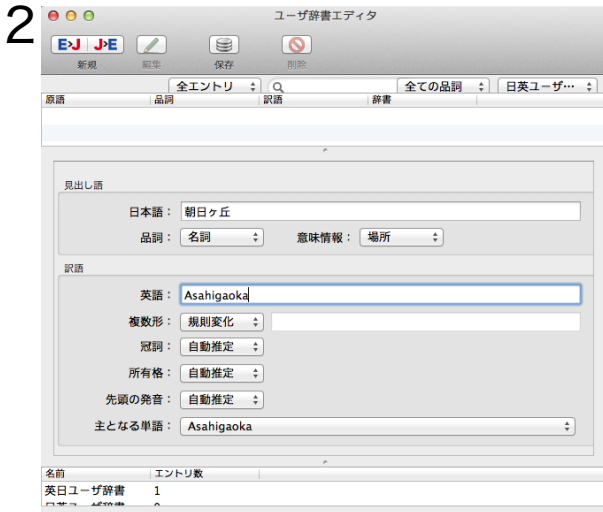 2
ユーザ辞書エディタ
E›J J›E
新規 編集 保存 削除
全エントリ 全ての品詞 日英ユーザ…
原語 品詞 訳語 辞書
見出し語
日本語： 朝日ヶ丘
品詞： 名詞 意味情報： 場所
訳語
英語： Asahigaoka
複数形： 規則変化
冠詞： 自動推定
所有格： 自動推定
先頭の発音： 自動推定
主となる単語： Asahigaoka
名前 エントリ数
英日ユーザ辞書 1